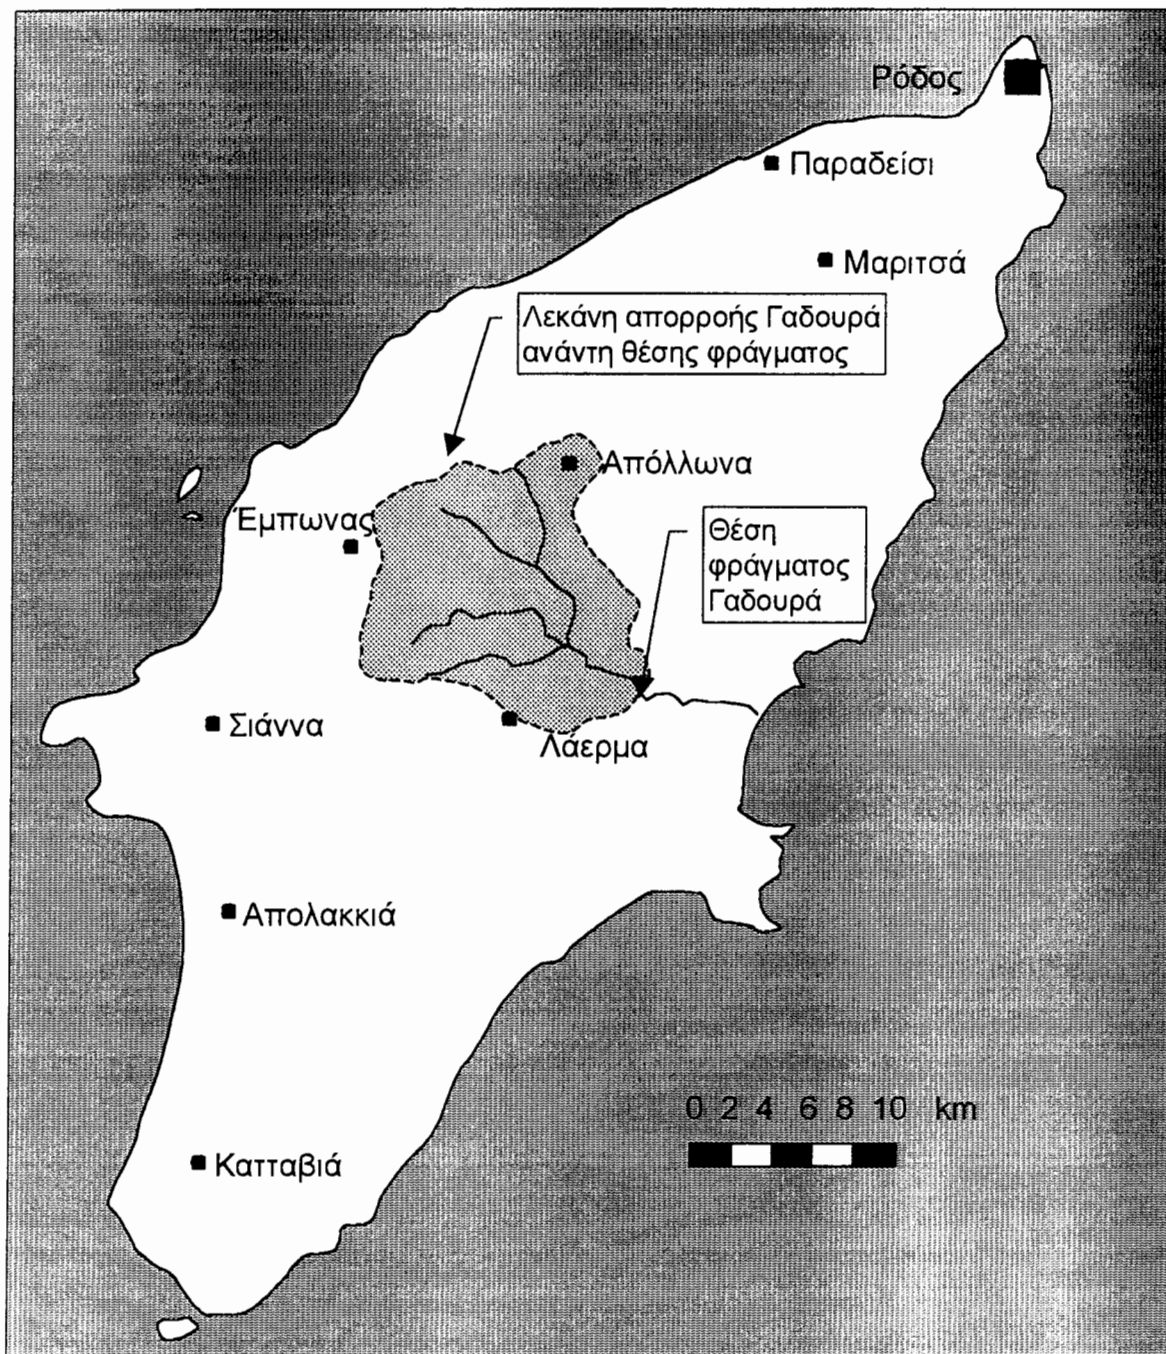 Ρόδος
Παραδείσι
Μαριτσά
Λεκάνη απορροής Γαδουρά
ανάντη θέσης φράγματος
Απόλλωνα
Έμπωνας
Θέση
φράγματος
Γαδουρά
Σιάννα
Λάερμα
Απολακκιά
0 2 4 6 8 10 km
Κατταβιά